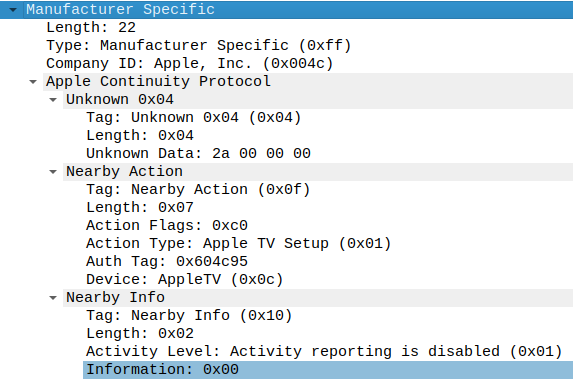 Manufacturer Specific
Length: 22
Type: Manufacturer Specific (0xff)
Company ID: Apple, Inc. (0x004c)
Apple Continuity Protocol
Unknown 0x04
Tag: Unknown 0x04 (0x04)
Length: 0x04
Unknown Data: 2a 00 00 00
Nearby Action
Tag: Nearby Action (0x0f)
Length: 0x07
Action Flags: 0xc0
Action Type: Apple TV Setup (0x01)
Auth Tag: 0x604c95
Device: AppleTV (0x0c)
Nearby Info
Tag: Nearby Info (0x10)
Length: 0x02
Activity Level: Activity reporting is disabled (0x01)
Information: 0x00